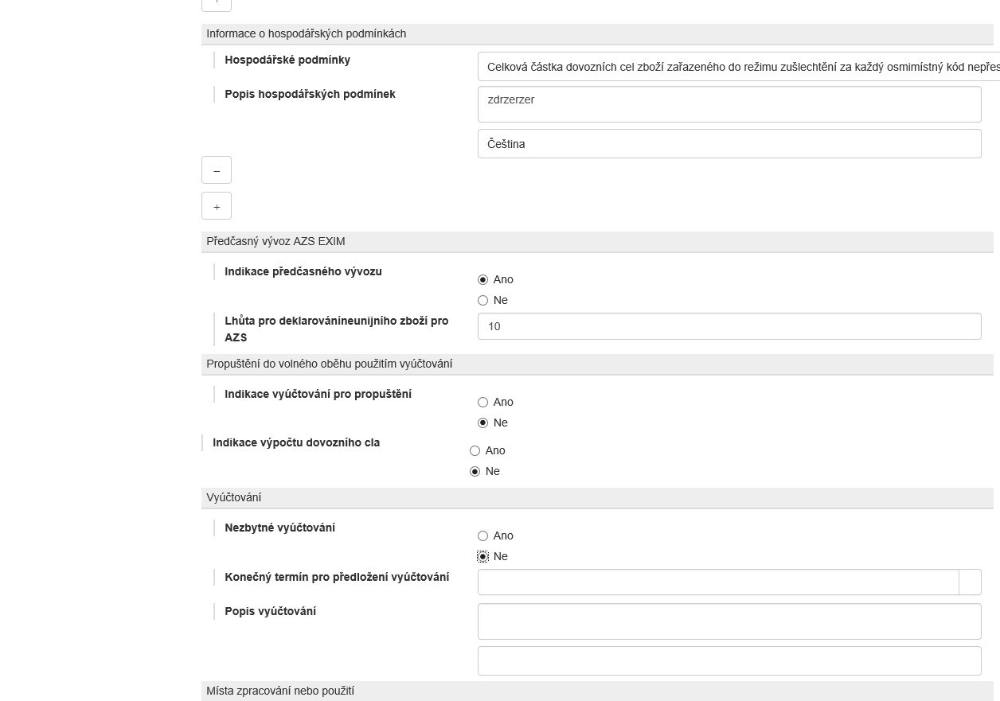 Informace o hospodářských podmínkách
Hospodářské podmínky
Celková částka dovozních cel zboží zařazeného do režimu zušlechtění za každý osmimístný kód nepřes
Popis hospodářských podmínek
zdrzerzer
Čeština
–
+
Předčasný vývoz AZS EXIM
Indikace předčasného vývozu
Ano
Ne
Lhůta pro deklarováníneunijního zboží pro
AZS
10
Propuštění do volného oběhu použitím vyúčtování
Indikace vyúčtování pro propuštění
Ano
Ne
Indikace výpočtu dovozního cla
Ano
Ne
Vyúčtování
Nezbytné vyúčtování
Ano
Ne
Konečný termín pro předložení vyúčtování
Popis vyúčtování
Místa zpracování nebo použití